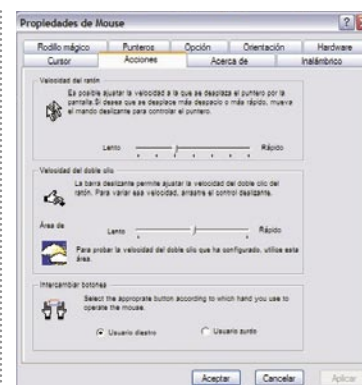 Propiedades de Mouse
Rodillo mágico Punteros Opción Orientación Hardware
Cursor Acciones Acerca de Inalámbrico
Velocidad del ratón
Es posible ajustar la velocidad a la que se desplaza el puntero por la
pantalla. Si desea que se desplace más despacio o más rápido, mueva
el mando deslizante para controlar el puntero.
Lento Rápido
Velocidad del doble clic
La barra deslizante permite ajustar la velocidad del doble clic del
ratón. Para variar esa velocidad, arrastre el control deslizante.
Área de
Lento Rápido
Para probar la velocidad del doble clic que ha configurado, utilice esta
área.
Intercambiar botones
Select the appropriate button according to which hand you use to
operate the mouse.
Usuario diestro Usuario zurdo
Aceptar Cancelar Aplicar